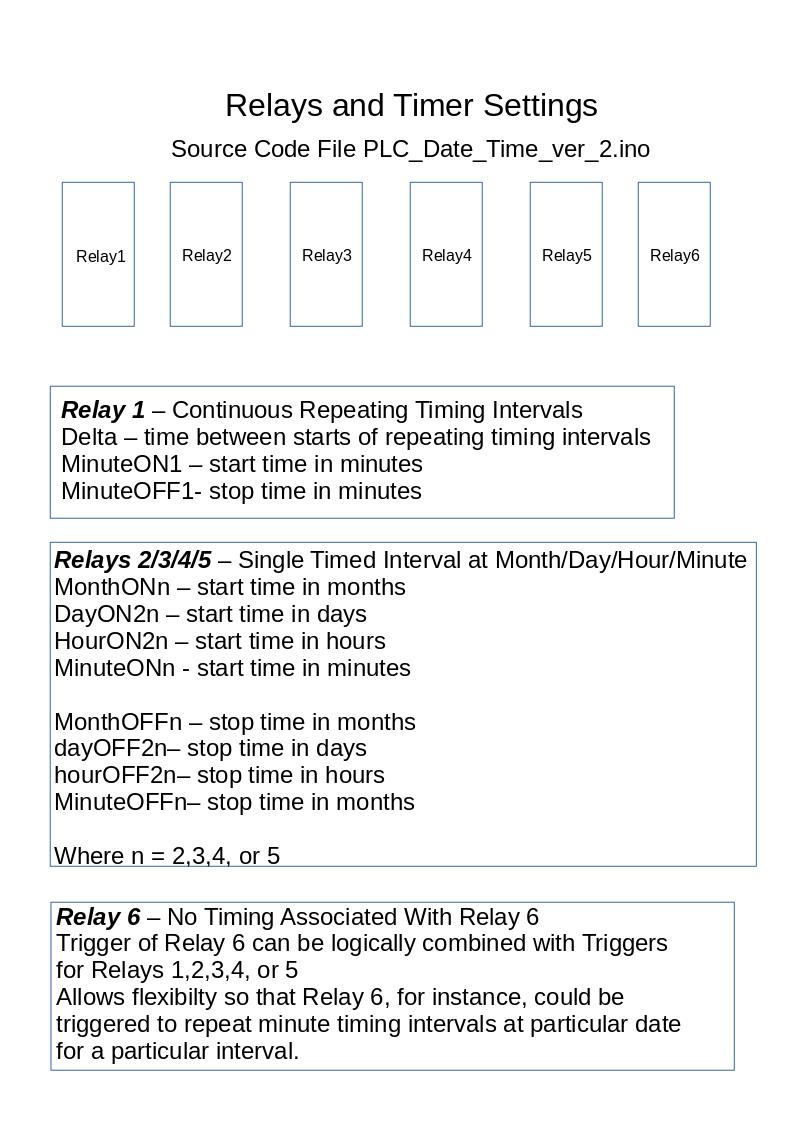 Relays and Timer Settings
Source Code File PLC_Date_Time_ver_2.ino
Relay1 Relay2 Relay3 Relay4 Relay5 Relay6
Relay 1 – Continuous Repeating Timing Intervals
Delta – time between starts of repeating timing intervals
MinuteON1 – start time in minutes
MinuteOFF1- stop time in minutes
Relays 2/3/4/5 – Single Timed Interval at Month/Day/Hour/Minute
MonthONn – start time in months
DayON2n – start time in days
HourON2n – start time in hours
MinuteONn - start time in minutes
MonthOFFn – stop time in months
dayOFF2n– stop time in days
hourOFF2n– stop time in hours
MinuteOFFn– stop time in months
Where n = 2,3,4, or 5
Relay 6 – No Timing Associated With Relay 6
Trigger of Relay 6 can be logically combined with Triggers
for Relays 1,2,3,4, or 5
Allows flexibilty so that Relay 6, for instance, could be
triggered to repeat minute timing intervals at particular date
for a particular interval.